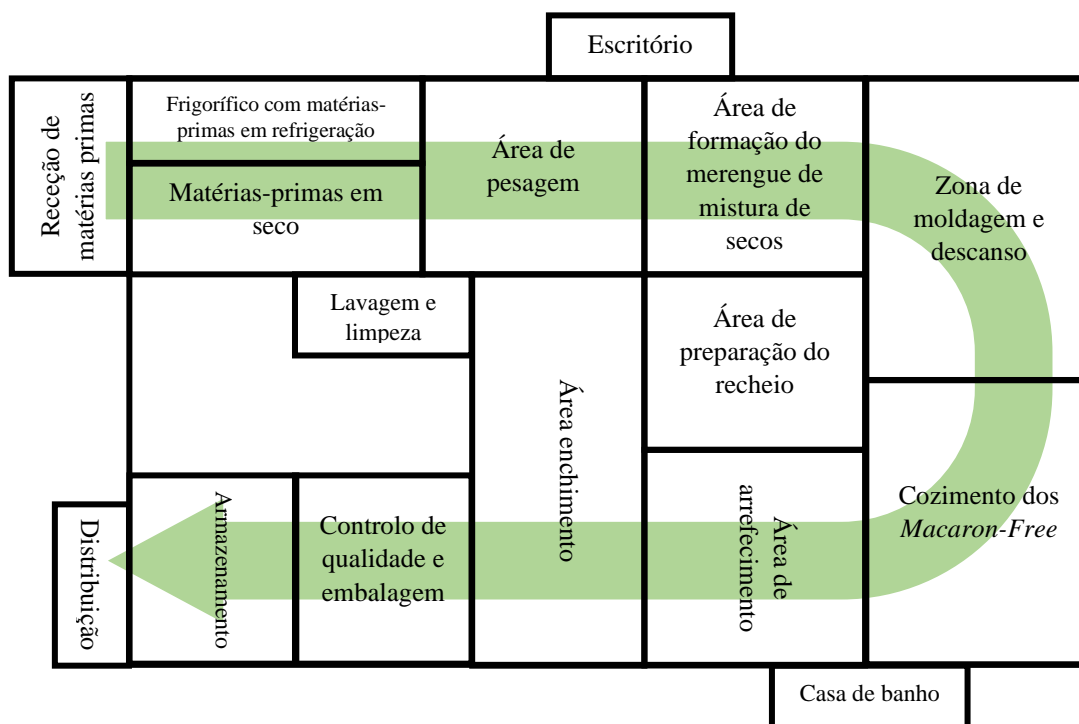 Escritório
Receção de
matérias primas
Frigorífico com matérias-
primas em refrigeração
Matérias-primas em
seco
Área de
pesagem
Área de
formação do
merengue de
mistura de
secos
Zona de
moldagem e
descanso
Lavagem e
limpeza
Área de
preparação do
recheio
Área enchimento
Distribuição
Armazenamento
Controlo de
qualidade e
embalagem
Área de
arrefecimento
Cozimento dos
Macaron-Free
Casa de banho